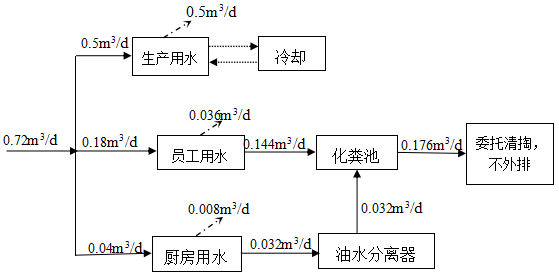 0.5m³/d
0.5m³/d
生产用水
冷却
0.036m³/d
0.72m³/d
0.18m³/d
员工用水
0.144m³/d
化粪池
0.176m³/d
委托清掏，
不外排
0.008m³/d
0.032m³/d
0.04m³/d
厨房用水
0.032m³/d
油水分离器